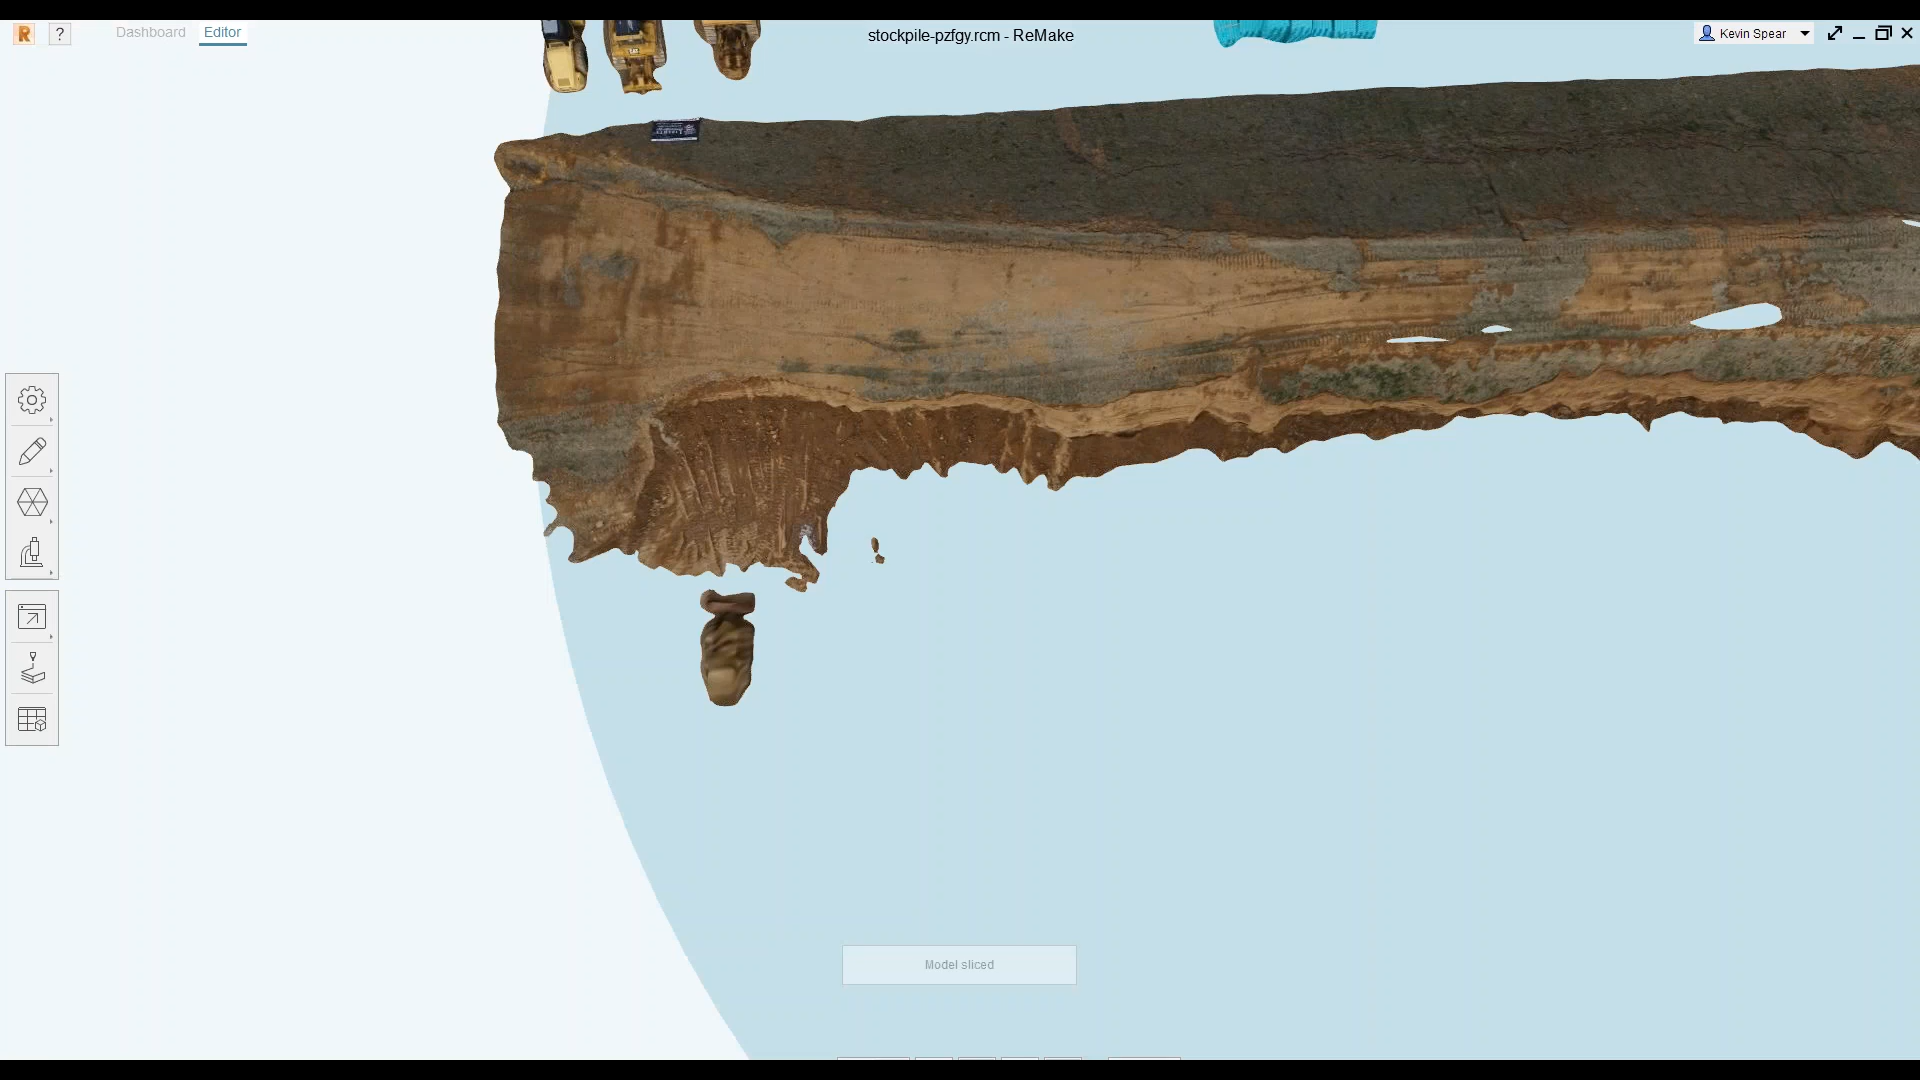 R ? Dashboard Editor stockpile-pzfgy.rcm - ReMake Kevin Spear
Model sliced